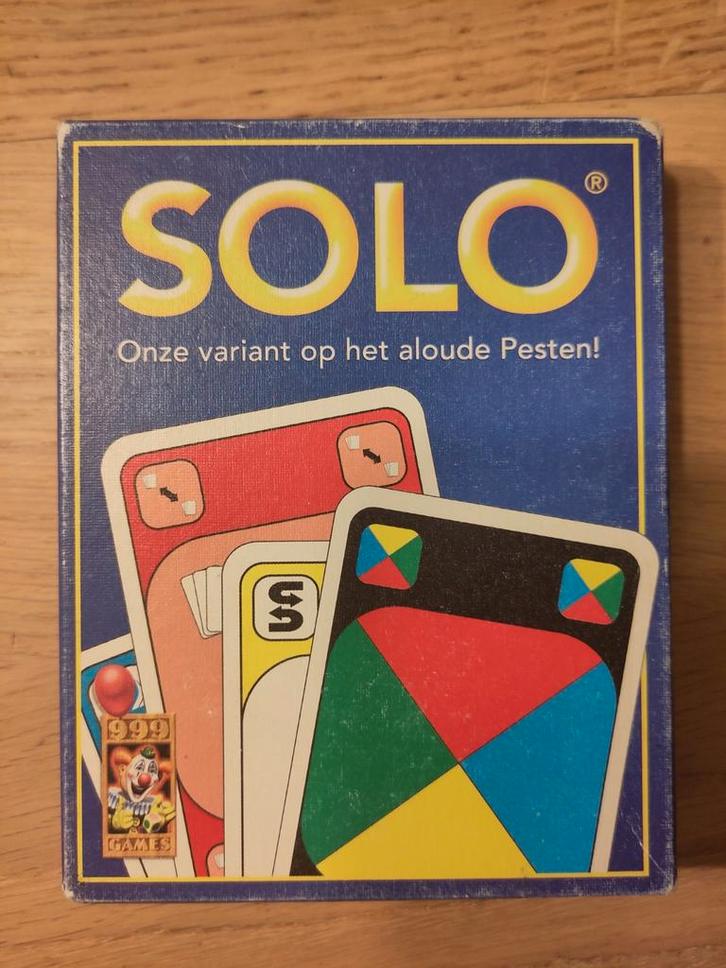 SOLO®
Onze variant op het aloude Pesten!
999
GAMES